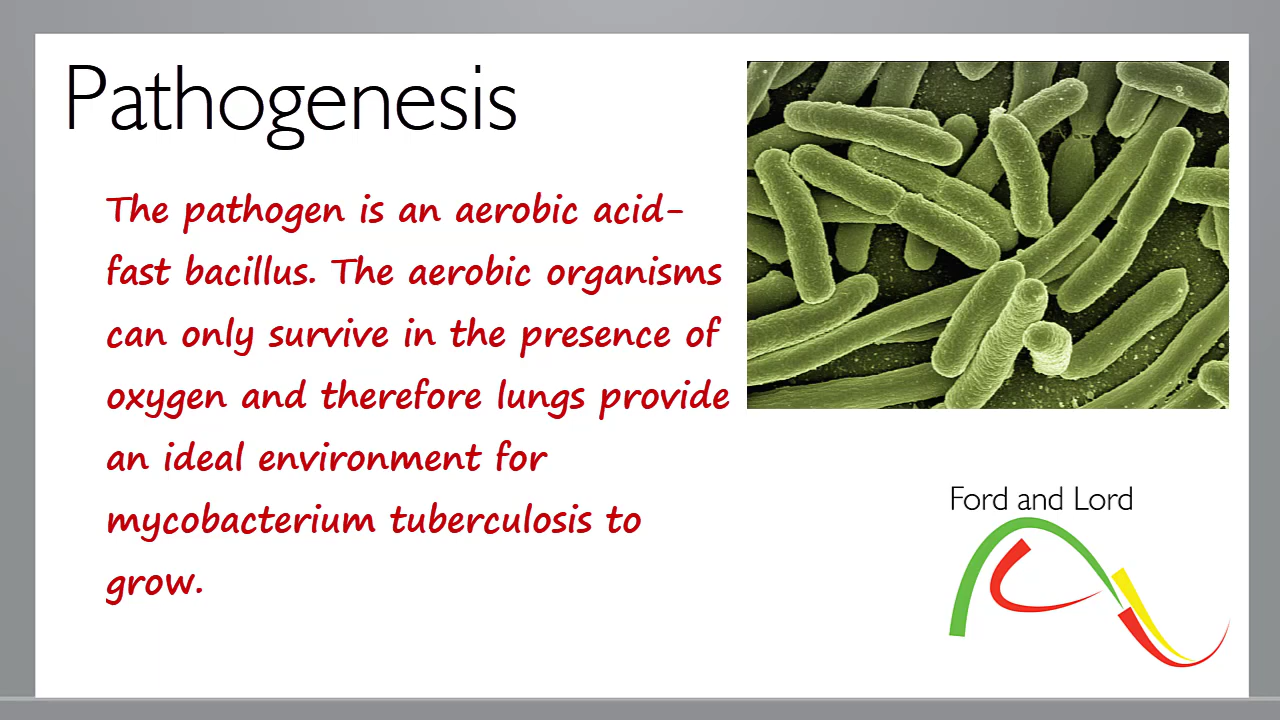 Pathogenesis
The pathogen is an aerobic acid-
fast bacillus. The aerobic organisms
can only survive in the presence of
oxygen and therefore lungs provide
an ideal environment for
mycobacterium tuberculosis to
grow.
Ford and Lord